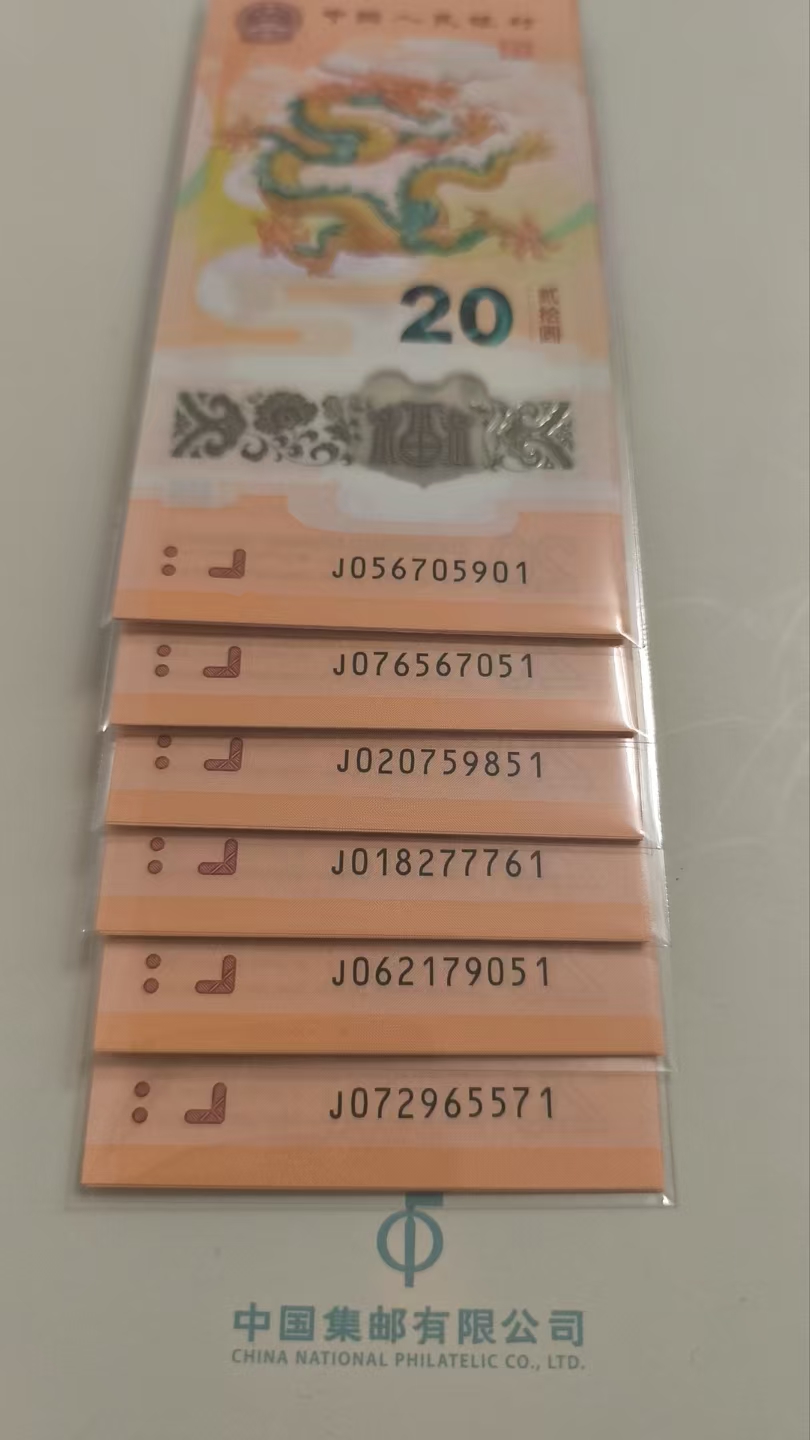 中国人民银行
20
贰拾圆
J056705901
J076567051
J020759851
J018277761
J062179051
J072965571
中国集邮有限公司
CHINA NATIONAL PHILATELIC CO., LTD.